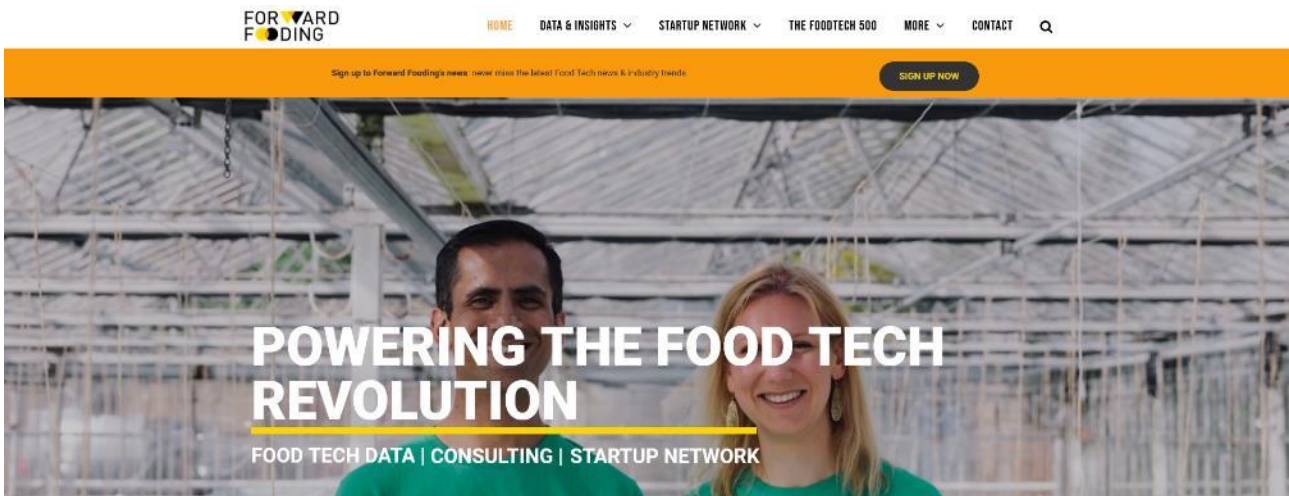 FORWARD
FOODING
HOME DATA & INSIGHTS STARTUP NETWORK THE FOODTECH 500 MORE CONTACT
Sign up to Forward Fooding's news never miss the latest Food Tech news & industry trends. SIGN UP NOW
POWERING THE FOOD TECH
REVOLUTION
FOOD TECH DATA | CONSULTING | STARTUP NETWORK